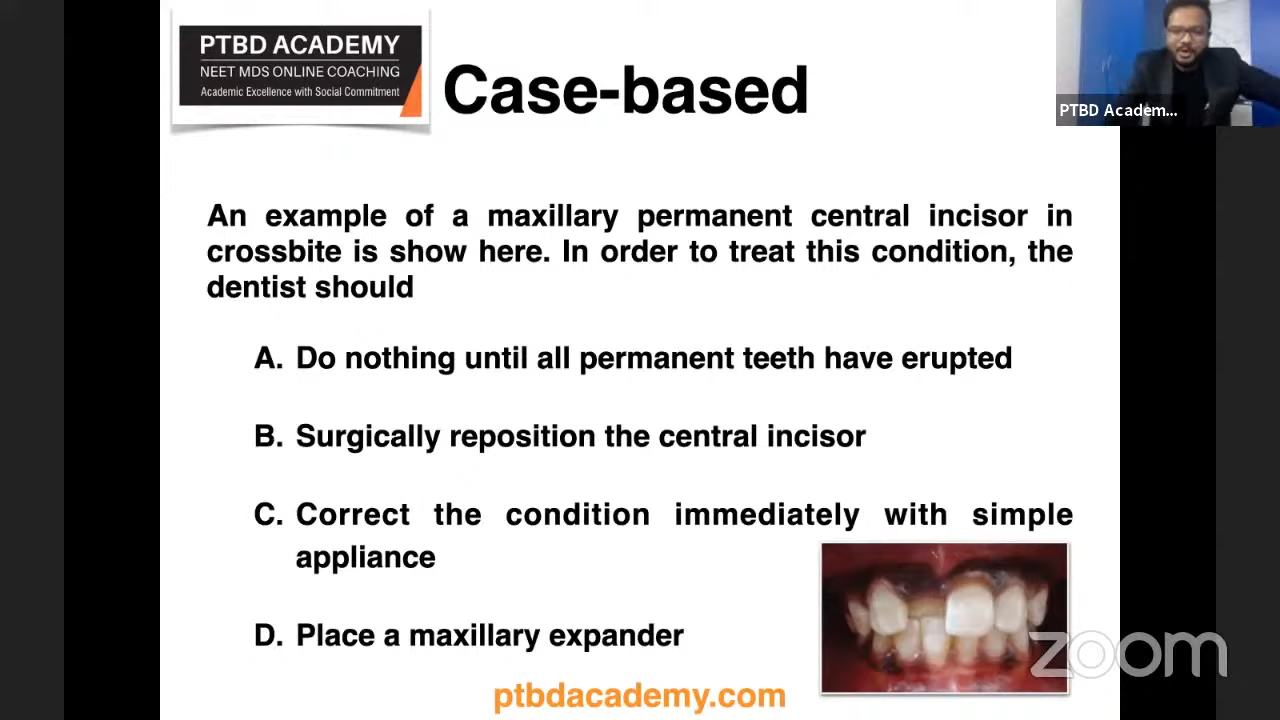 PTBD ACADEMY
NEET MDS ONLINE COACHING
Academic Excellence with Social Commitment
Case-based
PTBD Academ...
An example of a maxillary permanent central incisor in
crossbite is show here. In order to treat this condition, the
dentist should
A. Do nothing until all permanent teeth have erupted
B. Surgically reposition the central incisor
C. Correct the condition immediately with simple
appliance
D. Place a maxillary expander
zoom
ptbdacademy.com